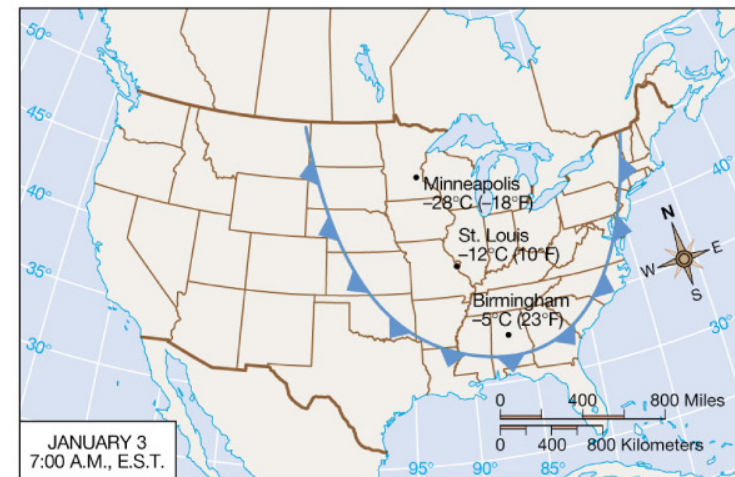 50°
45°
40°
35°
30°
Minneapolis
–28°C (–18°F)
St. Louis
–12°C (10°F)
Birmingham
–5°C (23°F)
40°
N
W
E
S
30°
0 400 800 Miles
0 400 800 Kilometers
95° 90° 85°
JANUARY 3
7:00 A.M., E.S.T.